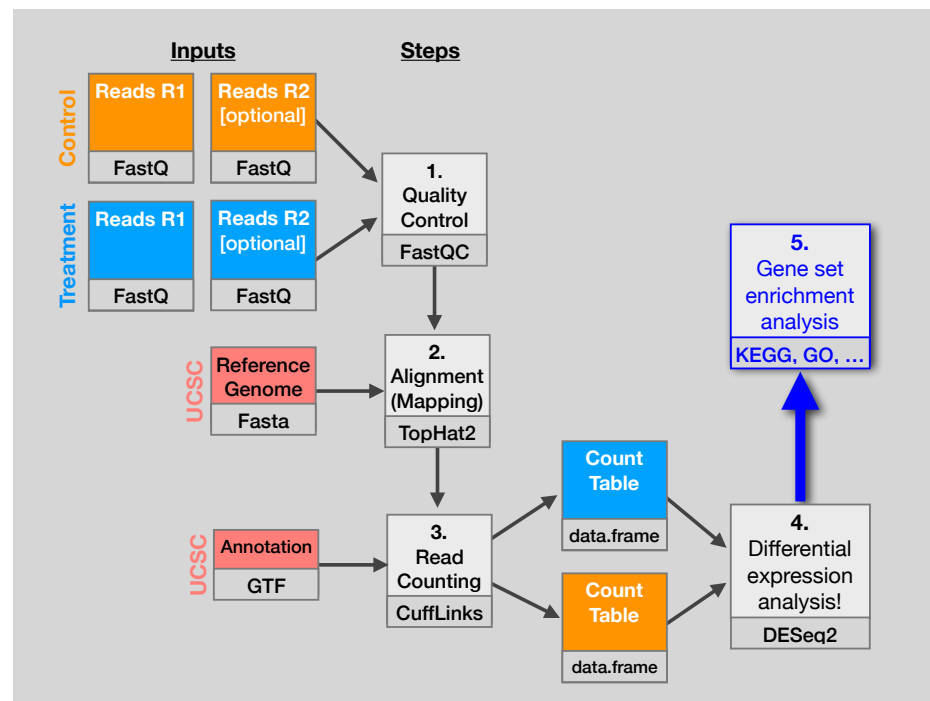 Inputs
Steps
Control
Reads R1
FastQ
Reads R2
[optional]
FastQ
Treatment
Reads R1
FastQ
Reads R2
[optional]
FastQ
1.
Quality
Control
FastQC
UCSC
Reference
Genome
Fasta
2.
Alignment
(Mapping)
TopHat2
UCSC
Annotation
GTF
3.
Read
Counting
CuffLinks
Count
Table
data.frame
Count
Table
data.frame
4.
Differential
expression
analysis!
DESeq2
5.
Gene set
enrichment
analysis
KEGG, GO, …